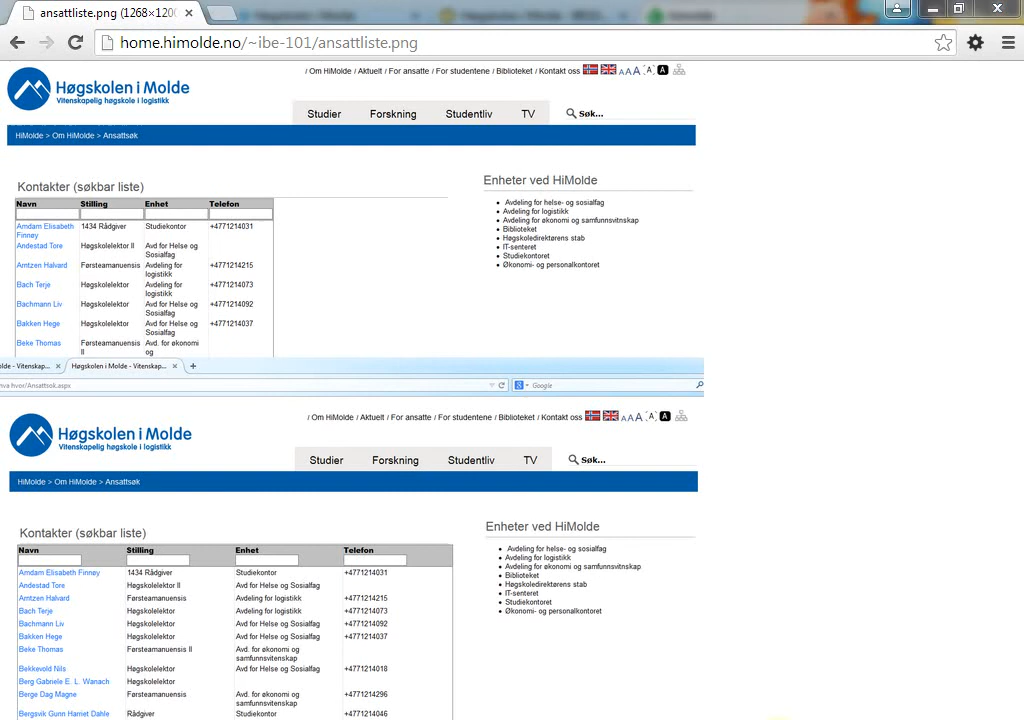 ansattliste.png (1268×120
home.himolde.no/~ibe-101/ansattliste.png
/ Om HiMolde / Aktuelt / For ansatte / For studentene / Biblioteket / Kontakt oss A A A A A
Høgskolen i Molde
Vitenskapelig høgskole i logistikk
Studier Forskning Studentliv TV Søk...
HiMolde > Om HiMolde > Ansattsøk
Kontakter (søkbar liste)
Navn Stilling Enhet Telefon
Amdam Elisabeth Finnøy 1434 Rådgiver Studiekontor +4771214031
Andestad Tore Høgskolelektor II Avd for Helse og Sosialfag
Arntzen Halvard Førsteamanuensis Avdeling for logistikk +4771214215
Bach Terje Høgskolelektor Avdeling for logistikk +4771214073
Bachmann Liv Høgskolelektor Avd for Helse og Sosialfag +4771214092
Bakken Hege Høgskolelektor Avd for Helse og Sosialfag +4771214037
Beke Thomas Førsteamanuensis II Avd. for økonomi og
Enheter ved HiMolde
Avdeling for helse- og sosialfag
Avdeling for logistikk
Avdeling for økonomi og samfunnsvitnskap
Biblioteket
Høgskoledirektørens stab
IT-senteret
Studiekontoret
Økonomi- og personalkontoret
olde - Vitenskap... Høgskolen i Molde - Vitenskap...
nva hvor/Ansattsok.aspx Google
/ Om HiMolde / Aktuelt / For ansatte / For studentene / Biblioteket / Kontakt oss A A A A A
Høgskolen i Molde
Vitenskapelig høgskole i logistikk
Studier Forskning Studentliv TV Søk...
HiMolde > Om HiMolde > Ansattsøk
Kontakter (søkbar liste)
Navn Stilling Enhet Telefon
Amdam Elisabeth Finnøy 1434 Rådgiver Studiekontor +4771214031
Andestad Tore Høgskolelektor II Avd for Helse og Sosialfag
Arntzen Halvard Førsteamanuensis Avdeling for logistikk +4771214215
Bach Terje Høgskolelektor Avdeling for logistikk +4771214073
Bachmann Liv Høgskolelektor Avd for Helse og Sosialfag +4771214092
Bakken Hege Høgskolelektor Avd for Helse og Sosialfag +4771214037
Beke Thomas Førsteamanuensis II Avd. for økonomi og samfunnsvitenskap
Bekkevold Nils Høgskolelektor Avd for Helse og Sosialfag +4771214018
Berg Gabriele E. L. Wanach Høgskolelektor
Berge Dag Magne Førsteamanuensis Avd. for økonomi og samfunnsvitenskap +4771214296
Bergsvik Gunn Harriet Dahle Rådgiver Studiekontor +4771214046
Enheter ved HiMolde
Avdeling for helse- og sosialfag
Avdeling for logistikk
Avdeling for økonomi og samfunnsvitnskap
Biblioteket
Høgskoledirektørens stab
IT-senteret
Studiekontoret
Økonomi- og personalkontoret